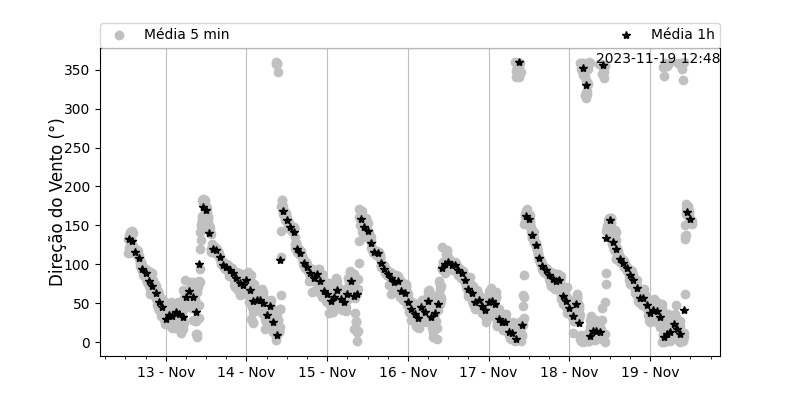 Média 5 min
Média 1h
2023-11-19 12:48
Direção do Vento (°)
350
300
250
200
150
100
50
0
13 - Nov
14 - Nov
15 - Nov
16 - Nov
17 - Nov
18 - Nov
19 - Nov